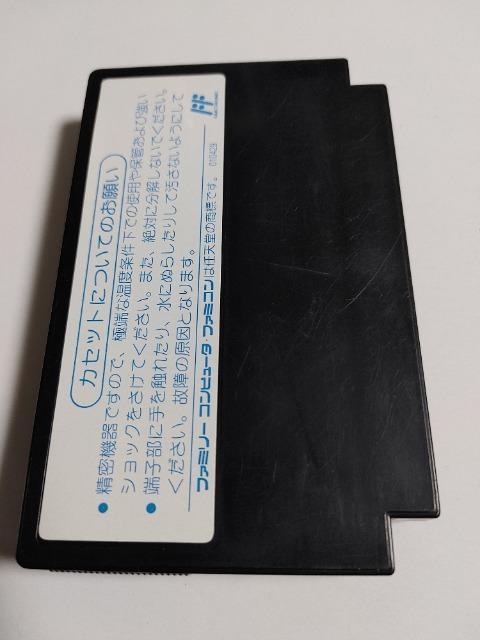 カセットについてのお願い
● 精密機器ですので、極端な温度条件下での使用や保管および強い
ショックをさけてください。また、絶対に分解しないでください。
● 端子部に手を触れたり、水にぬらしたりして汚さないようにして
ください。故障の原因となります。
ファミリー コンピュータ・ファミコンは任天堂の商標です。 010429